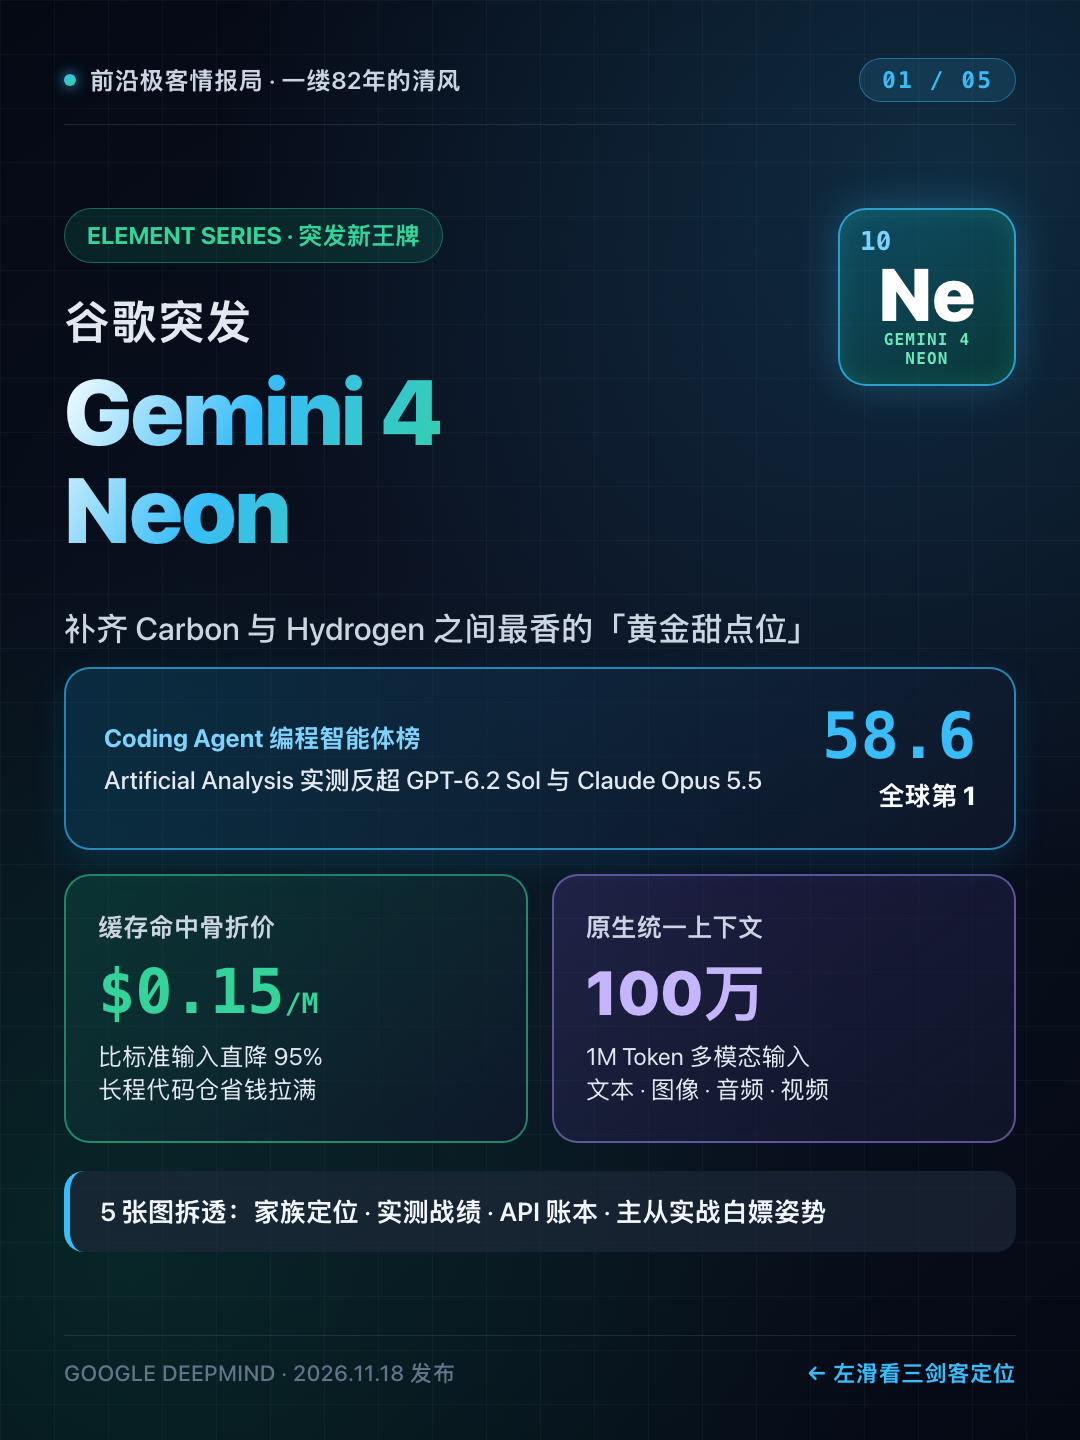 前沿极客情报局 · 一缕82年的清风
01 / 05
ELEMENT SERIES · 突发新王牌
10
Ne
GEMINI 4
NEON
谷歌突发
Gemini 4
Neon
补齐 Carbon 与 Hydrogen 之间最香的「黄金甜点位」
Coding Agent 编程智能体榜
Artificial Analysis 实测反超 GPT-6.2 Sol 与 Claude Opus 5.5
58.6
全球第 1
缓存命中骨折价
$0.15/M
比标准输入直降 95%
长程代码仓省钱拉满
原生统一上下文
100万
1M Token 多模态输入
文本 · 图像 · 音频 · 视频
5 张图拆透：家族定位 · 实测战绩 · API 账本 · 主从实战白嫖姿势
GOOGLE DEEPMIND · 2026.11.18 发布
← 左滑看三剑客定位